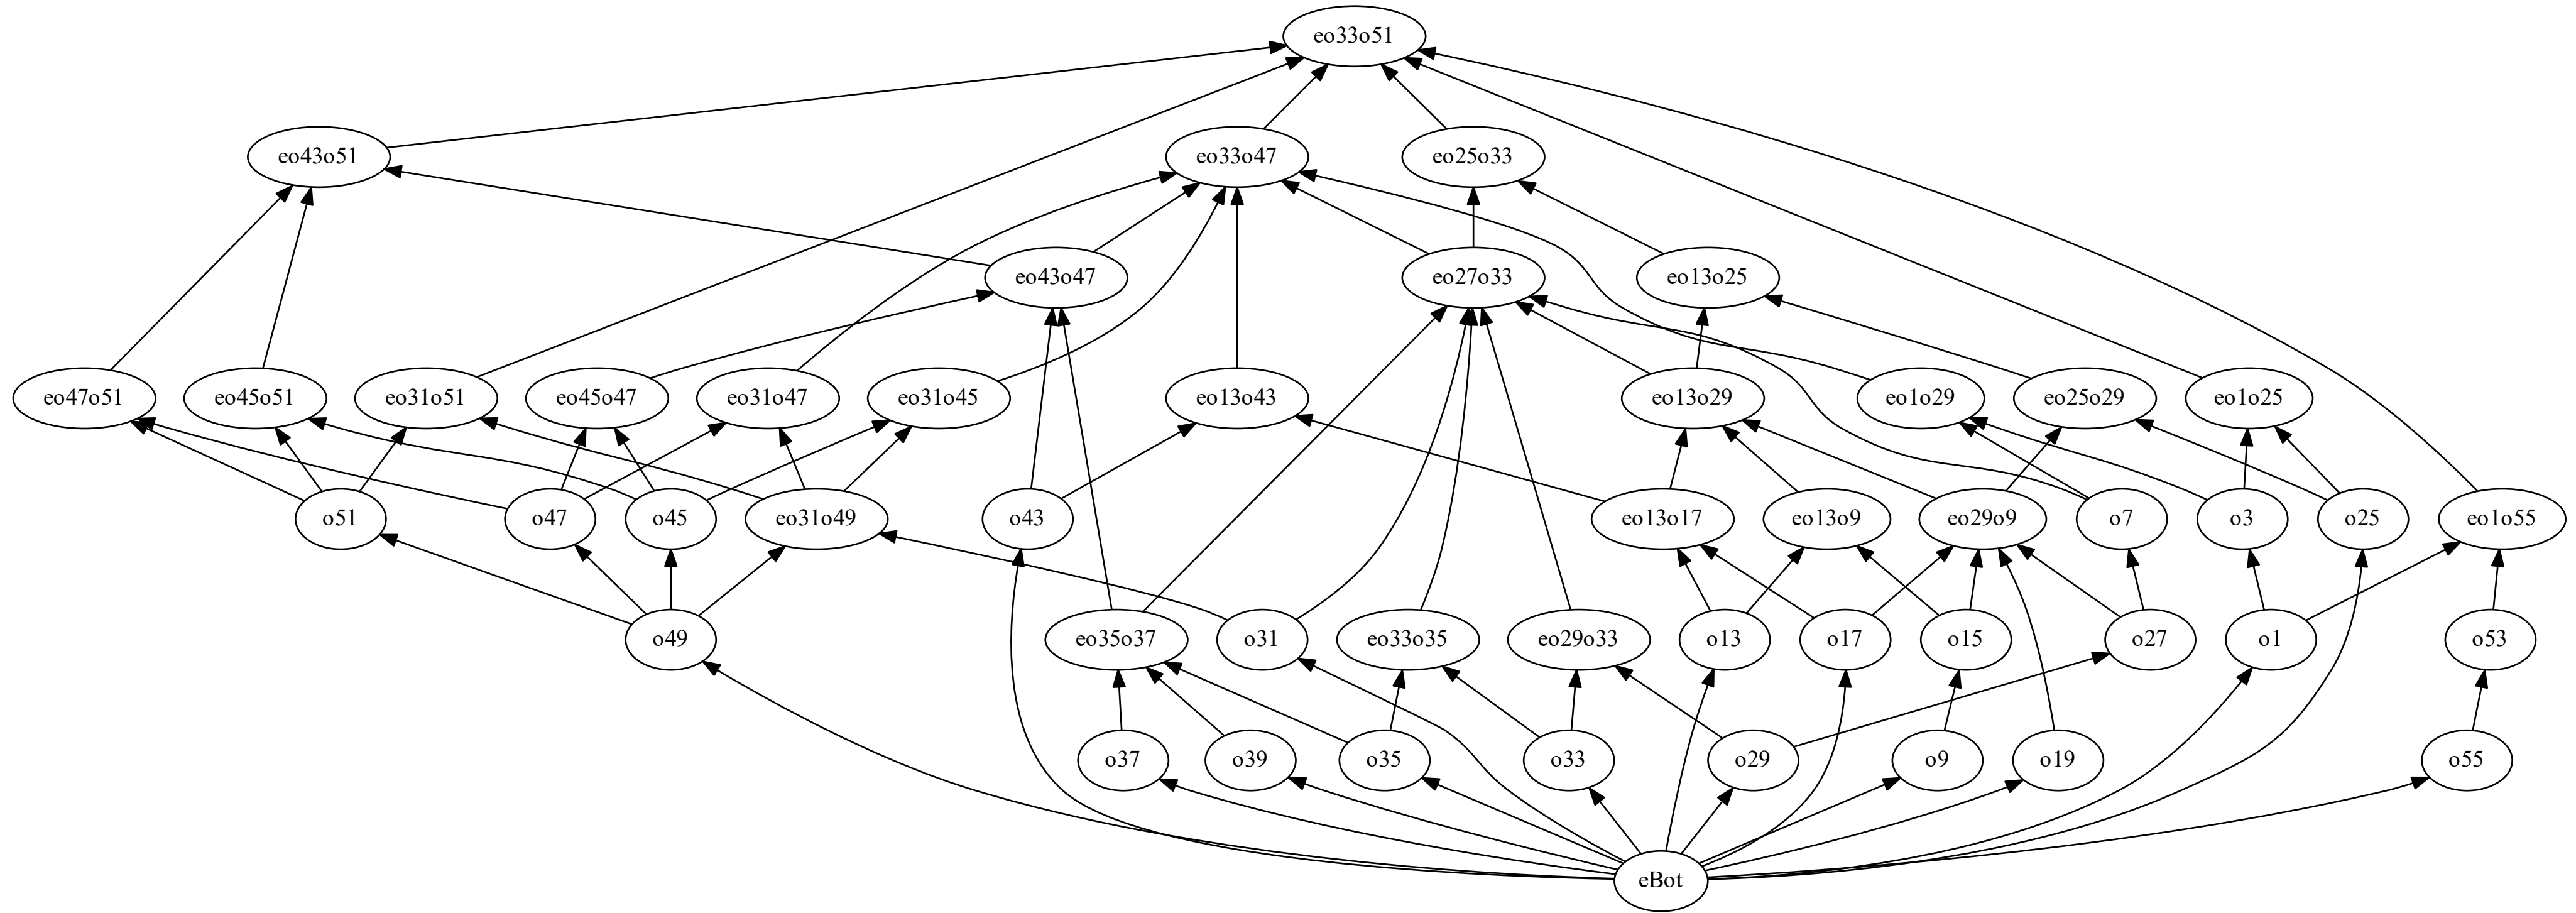 eo33o51
eo43o51 eo33o47 eo25o33
eo43o47 eo27o33 eo13o25
eo47o51 eo45o51 eo31o51 eo45o47 eo31o47 eo31o45 eo13o43 eo13o29 eo1o29 eo25o29 eo1o25
o51 o47 o45 eo31o49 o43 eo13o17 eo13o9 eo29o9 o7 o3 o25 eo1o55
o49 eo35o37 o31 eo33o35 eo29o33 o13 o17 o15 o27 o1 o53
o37 o39 o35 o33 o29 o9 o19 o55
eBot